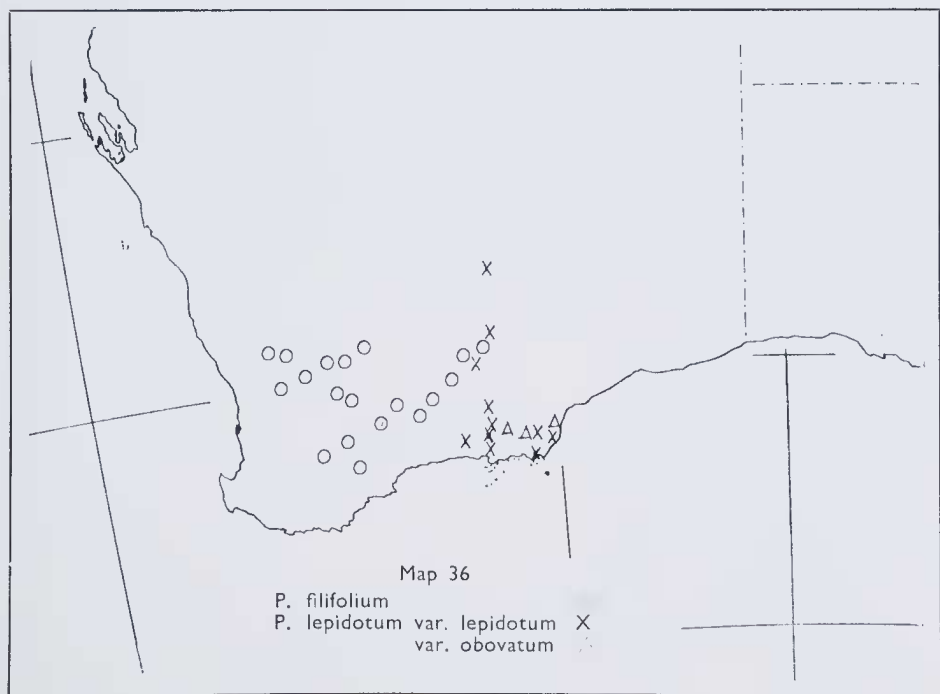 Map 36
P. filifolium
P. lepidotum var. lepidotum X
var. obovatum